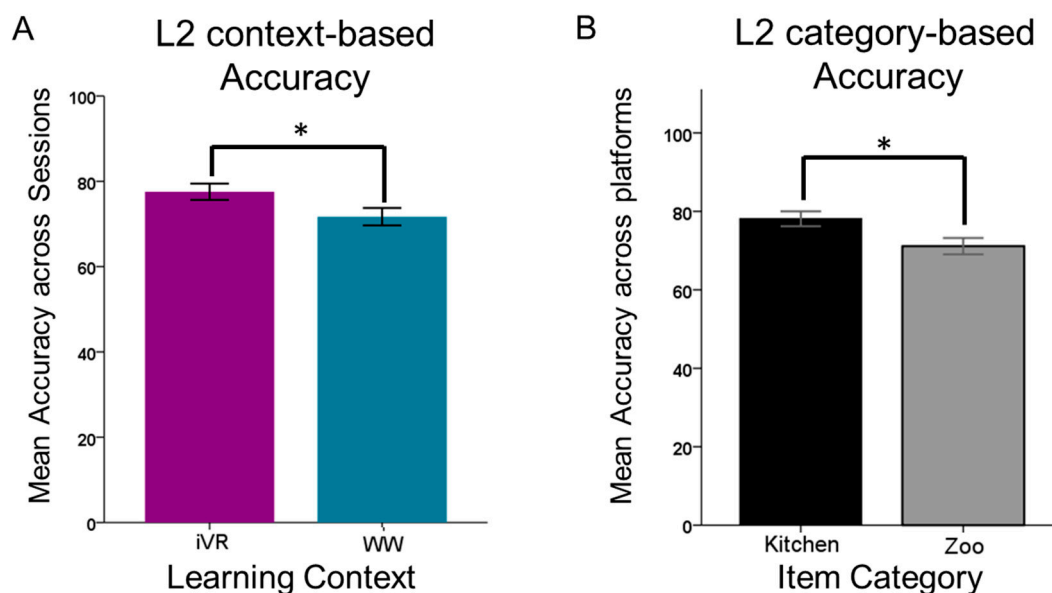 A
L2 context-based
Accuracy
Mean Accuracy across Sessions
100
80
60
40
20
0
*
iVR
WW
Learning Context
B
L2 category-based
Accuracy
Mean Accuracy across platforms
100
80
60
40
20
0
*
Kitchen
Zoo
Item Category